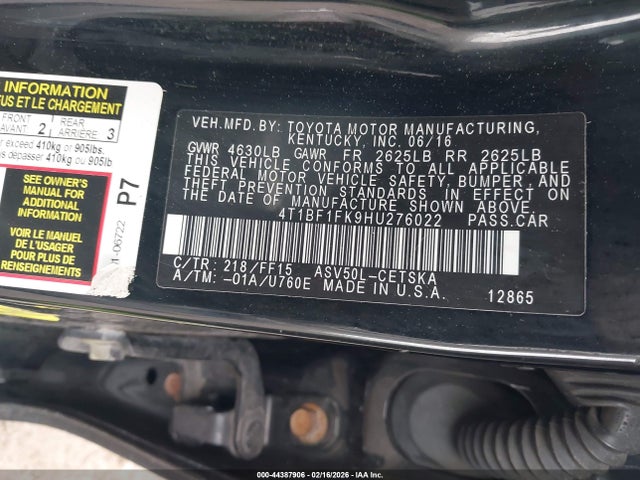 INFORMATION
US ET LE CHARGEMENT
FRONT
AVANT 2
REAR
ARRIÈRE 3
exceed 410kg or 905lbs.
dépasser 410kg ou 905lb
SEE OWNER'S
MANUAL FOR
ADDITIONAL
INFORMATION
VOIR LE MANUEL
DE L'USAGER
POUR PLUS DE
RENSEIGNEMENTS
P7
-06722
VEH.MFD.BY: TOYOTA MOTOR MANUFACTURING,
KENTUCKY, INC. 06/16
GVWR 4630LB GAWR FR 2625LB RR 2625LB
THIS VEHICLE CONFORMS TO ALL APPLICABLE
FEDERAL MOTOR VEHICLE SAFETY, BUMPER, AND
THEFT PREVENTION STANDARDS IN EFFECT ON
THE DATE OF MANUFACTURE SHOWN ABOVE.
4T1BF1FK9HU276022 PASS.CAR
C/TR: 218/FF15 ASV50L-CETSKA
A/TM: -01A/U760E MADE IN U.S.A.
12865
000-44387906 - 02/16/2026 - Copyright IAA, Inc.